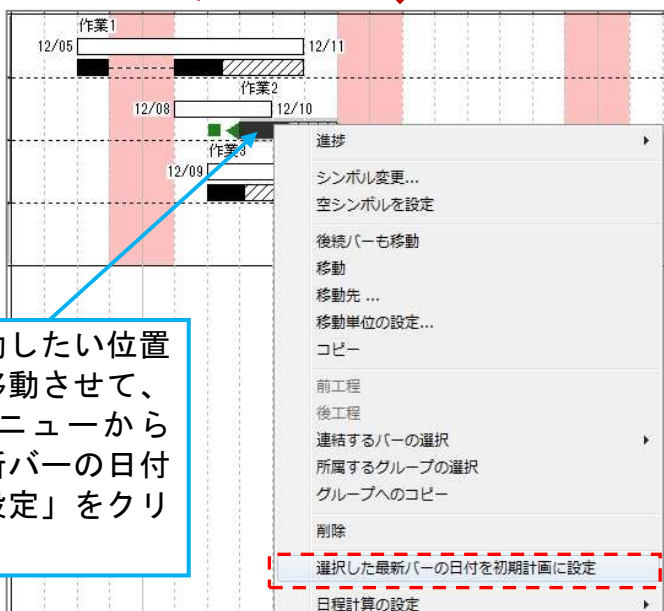 作業1
12/05
12/11
作業2
12/08
12/10
作業3
12/09
進捗
シンボル変更...
空シンボルを設定
後続バーも移動
移動
移動先 ...
移動単位の設定...
コピー
前工程
後工程
連結するバーの選択
所属するグループの選択
グループへのコピー
削除
選択した最新バーの日付を初期計画に設定
日程計算の設定
したい位置
動させて、
ニューから
バーの日付
定」をクリ